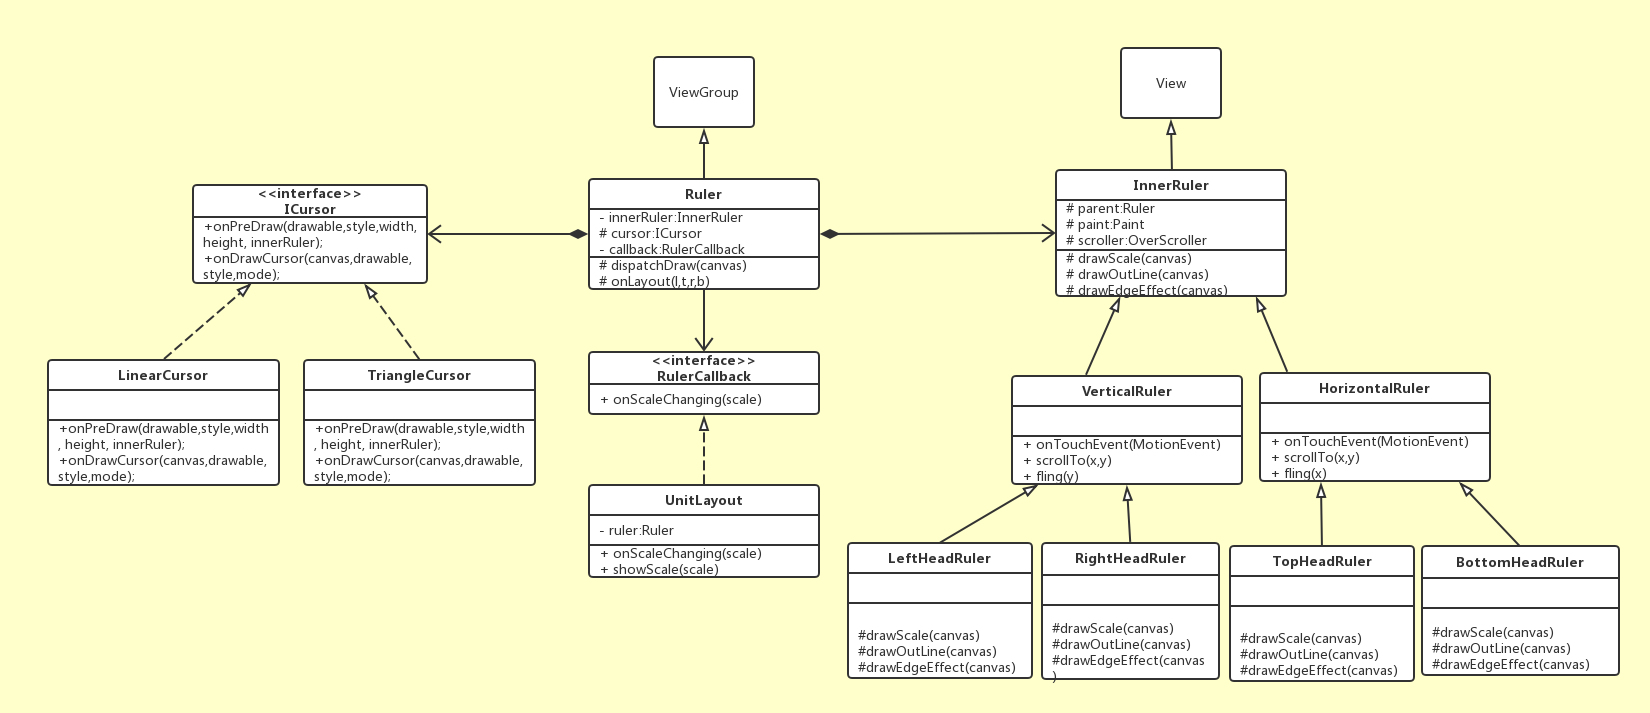 ViewGroup
View
<<interface>>
ICursor
+onPreDraw(drawable,style,width,
height, innerRuler);
+onDrawCursor(canvas,drawable,
style,mode);
Ruler
- innerRuler:InnerRuler
# cursor:ICursor
- callback:RulerCallback
# dispatchDraw(canvas)
# onLayout(l,t,r,b)
InnerRuler
# parent:Ruler
# paint:Paint
# scroller:OverScroller
# drawScale(canvas)
# drawOutLine(canvas)
# drawEdgeEffect(canvas)
LinearCursor
+onPreDraw(drawable,style,width
, height, innerRuler);
+onDrawCursor(canvas,drawable,
style,mode);
TriangleCursor
+onPreDraw(drawable,style,width
, height, innerRuler);
+onDrawCursor(canvas,drawable,
style,mode);
<<interface>>
RulerCallback
+ onScaleChanging(scale)
VerticalRuler
+ onTouchEvent(MotionEvent)
+ scrollTo(x,y)
+ fling(y)
HorizontalRuler
+ onTouchEvent(MotionEvent)
+ scrollTo(x,y)
+ fling(x)
UnitLayout
- ruler:Ruler
+ onScaleChanging(scale)
+ showScale(scale)
LeftHeadRuler
#drawScale(canvas)
#drawOutLine(canvas)
#drawEdgeEffect(canvas)
RightHeadRuler
#drawScale(canvas)
#drawOutLine(canvas)
#drawEdgeEffect(canvas
)
TopHeadRuler
#drawScale(canvas)
#drawOutLine(canvas)
#drawEdgeEffect(canvas)
BottomHeadRuler
#drawScale(canvas)
#drawOutLine(canvas)
#drawEdgeEffect(canvas)